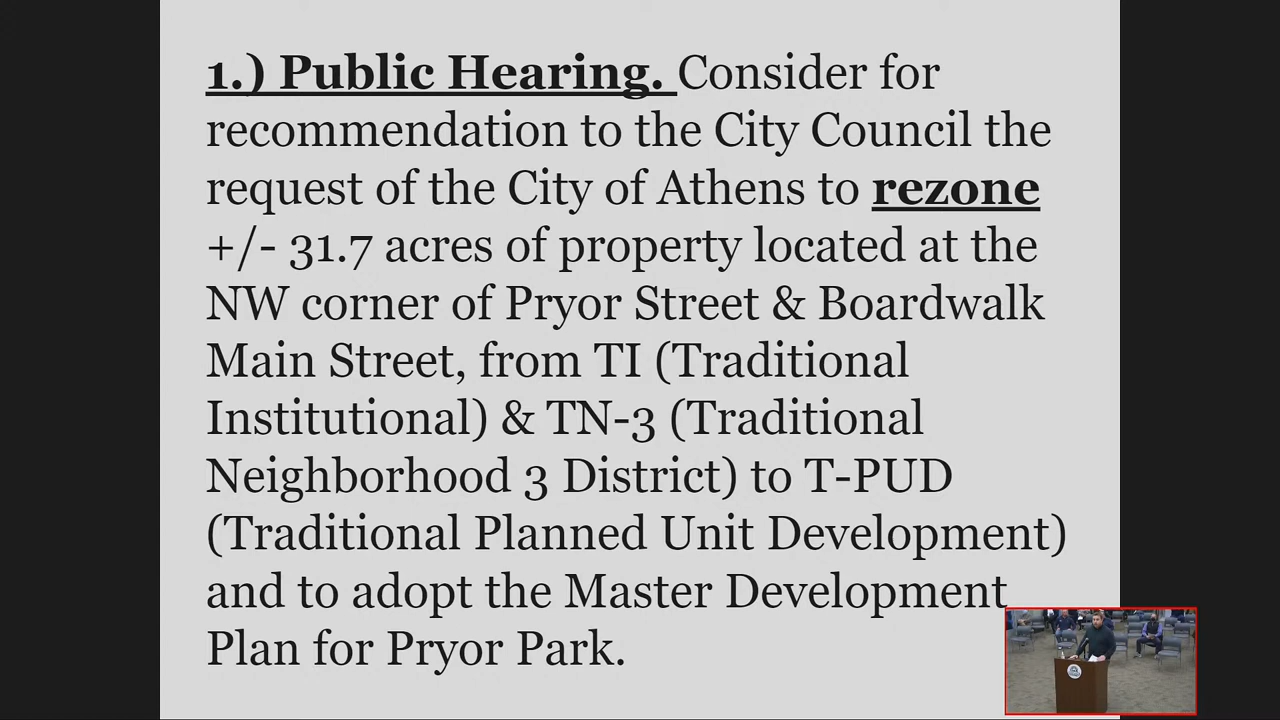 1.) Public Hearing. Consider for
recommendation to the City Council the
request of the City of Athens to rezone
+/- 31.7 acres of property located at the
NW corner of Pryor Street & Boardwalk
Main Street, from TI (Traditional
Institutional) & TN-3 (Traditional
Neighborhood 3 District) to T-PUD
(Traditional Planned Unit Development)
and to adopt the Master Development
Plan for Pryor Park.